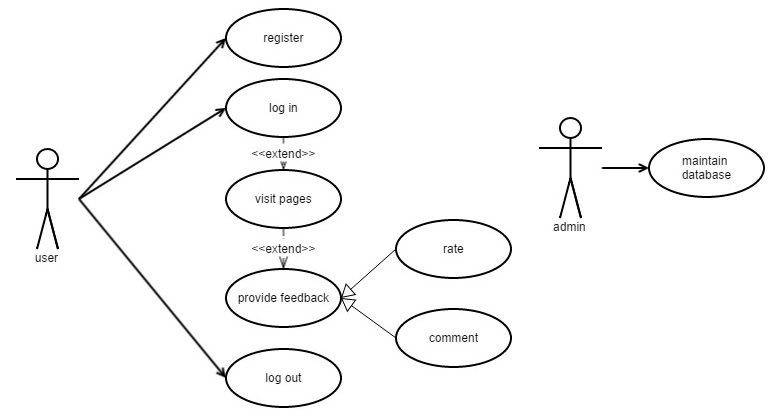 register
log in
<<extend>>
visit pages
<<extend>>
provide feedback
log out
user
rate
comment
admin
maintain
database